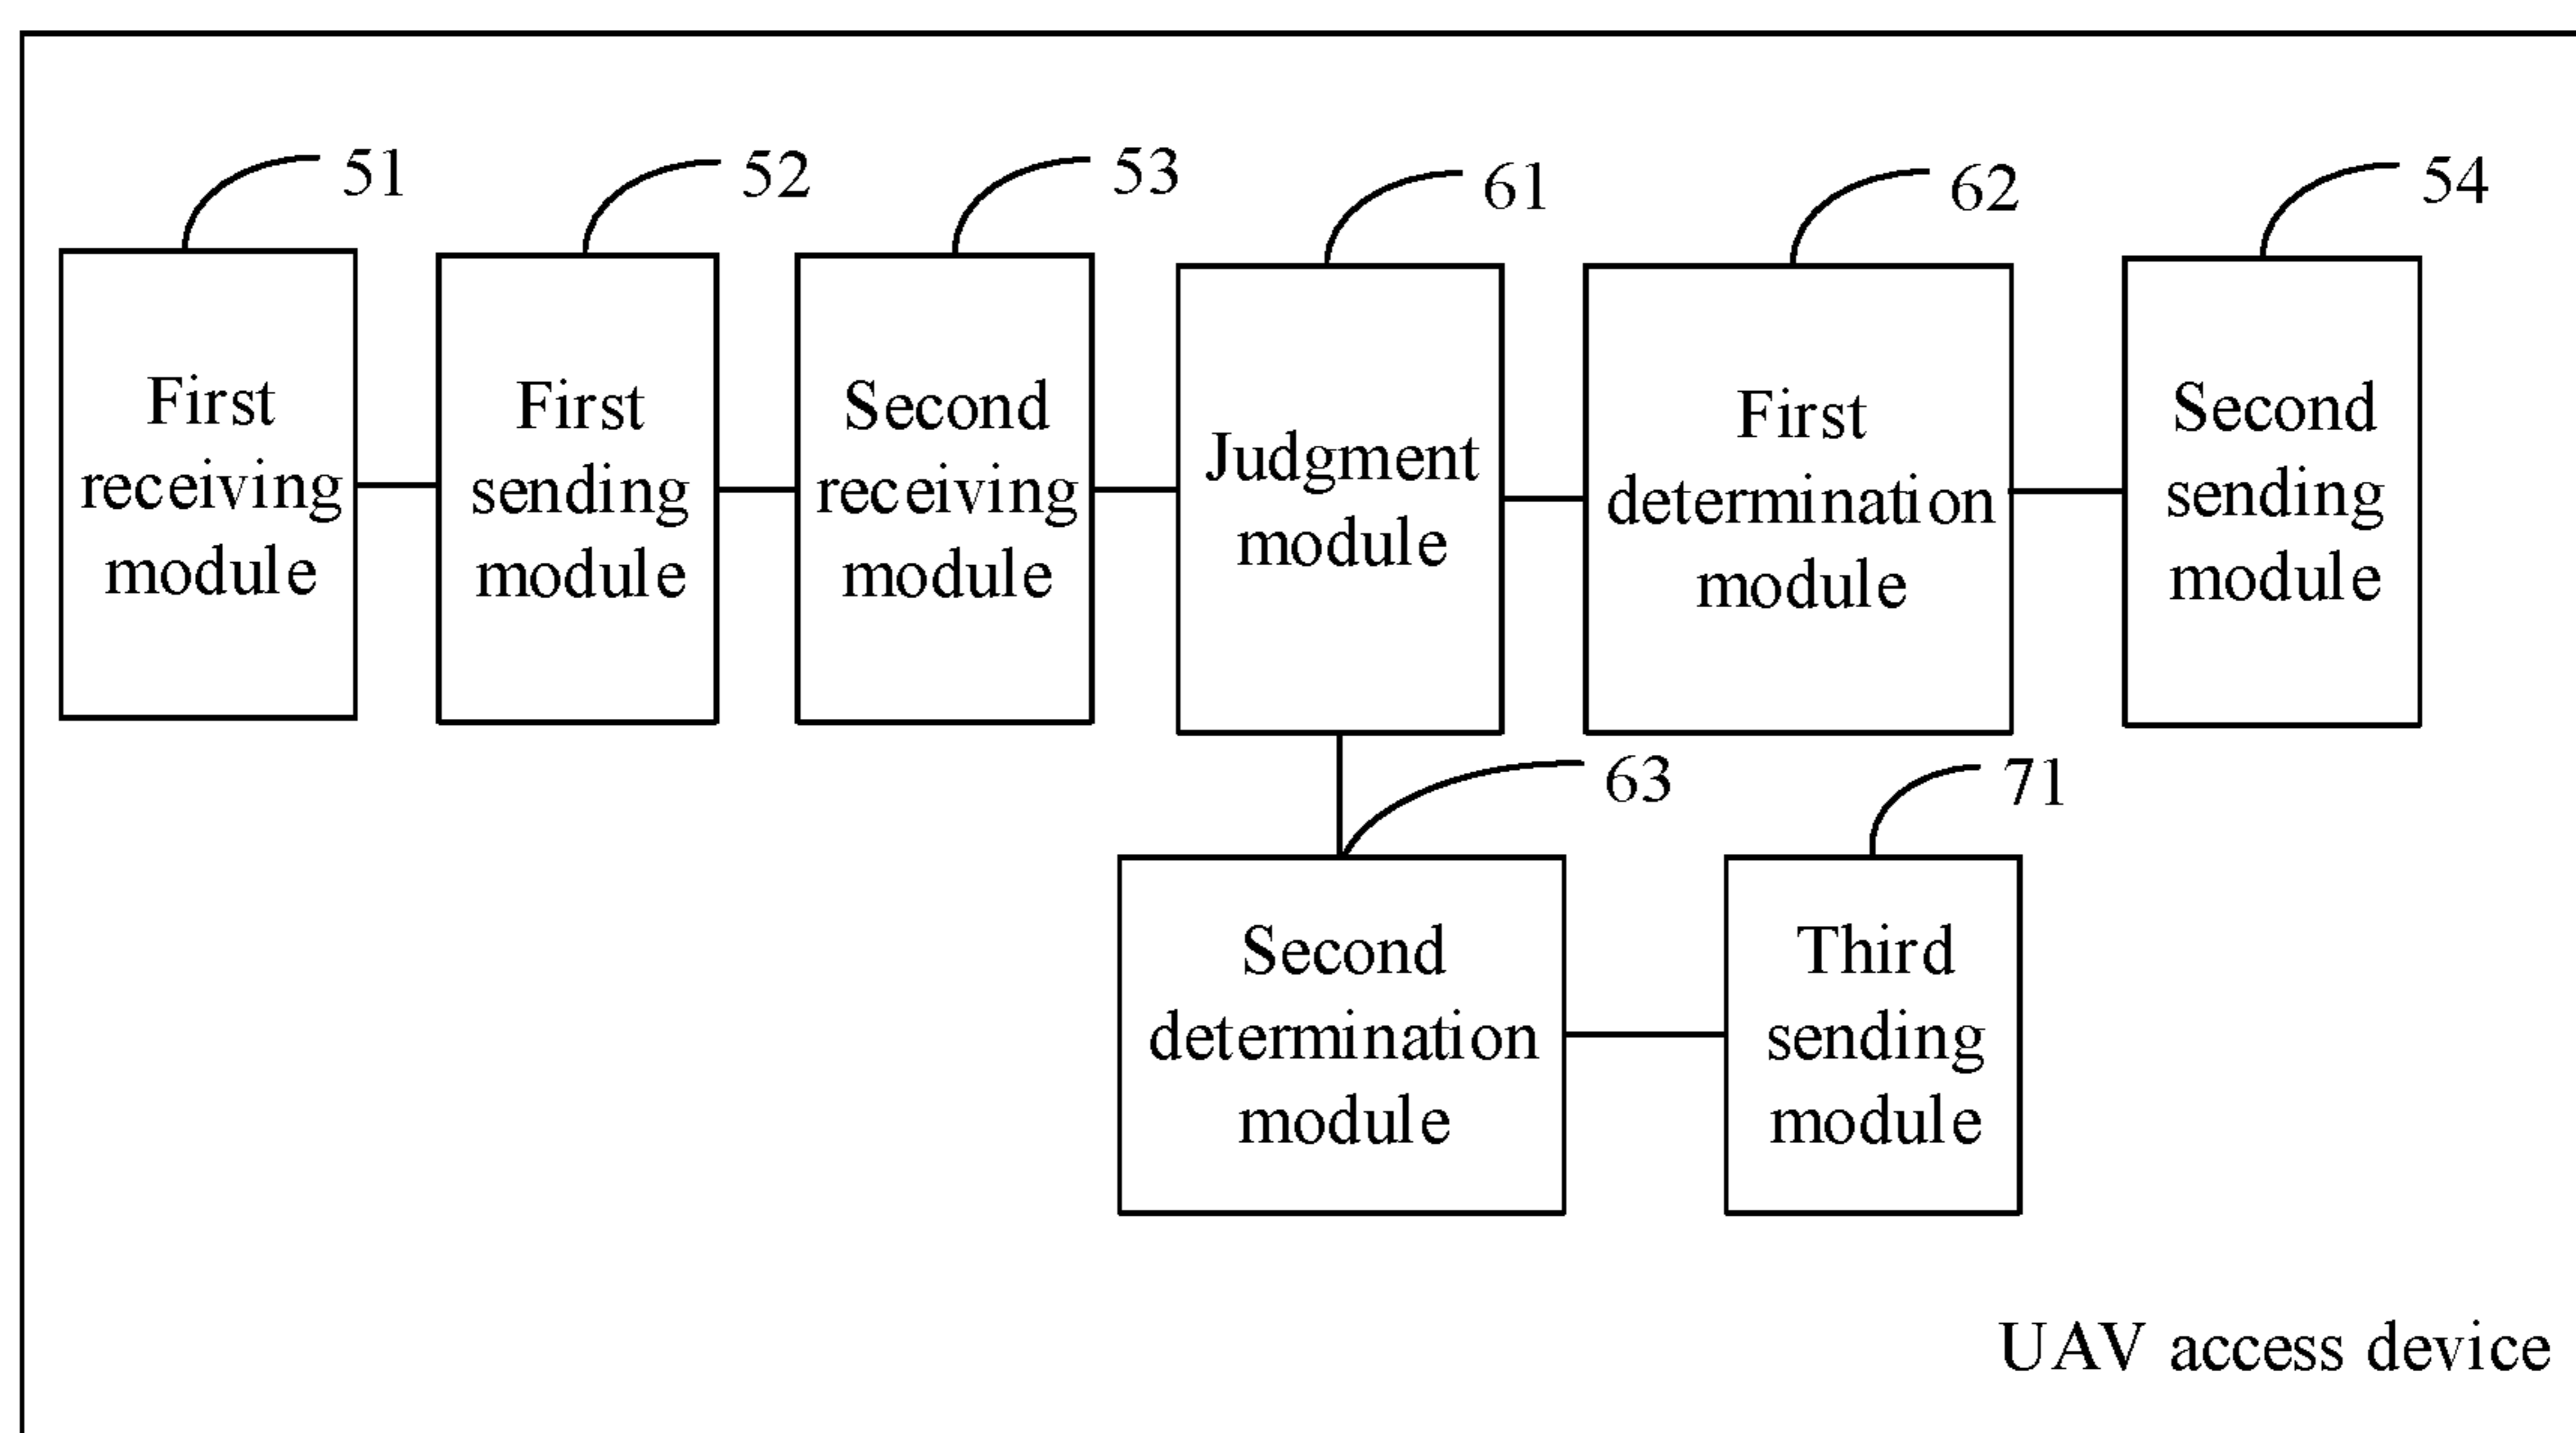 51
52
53
61
62
54
First
receiving
module
First
sending
module
Second
receiving
module
Judgment
module
First
determination
module
Second
sending
module
63
71
Second
determination
module
Third
sending
module
UAV access device